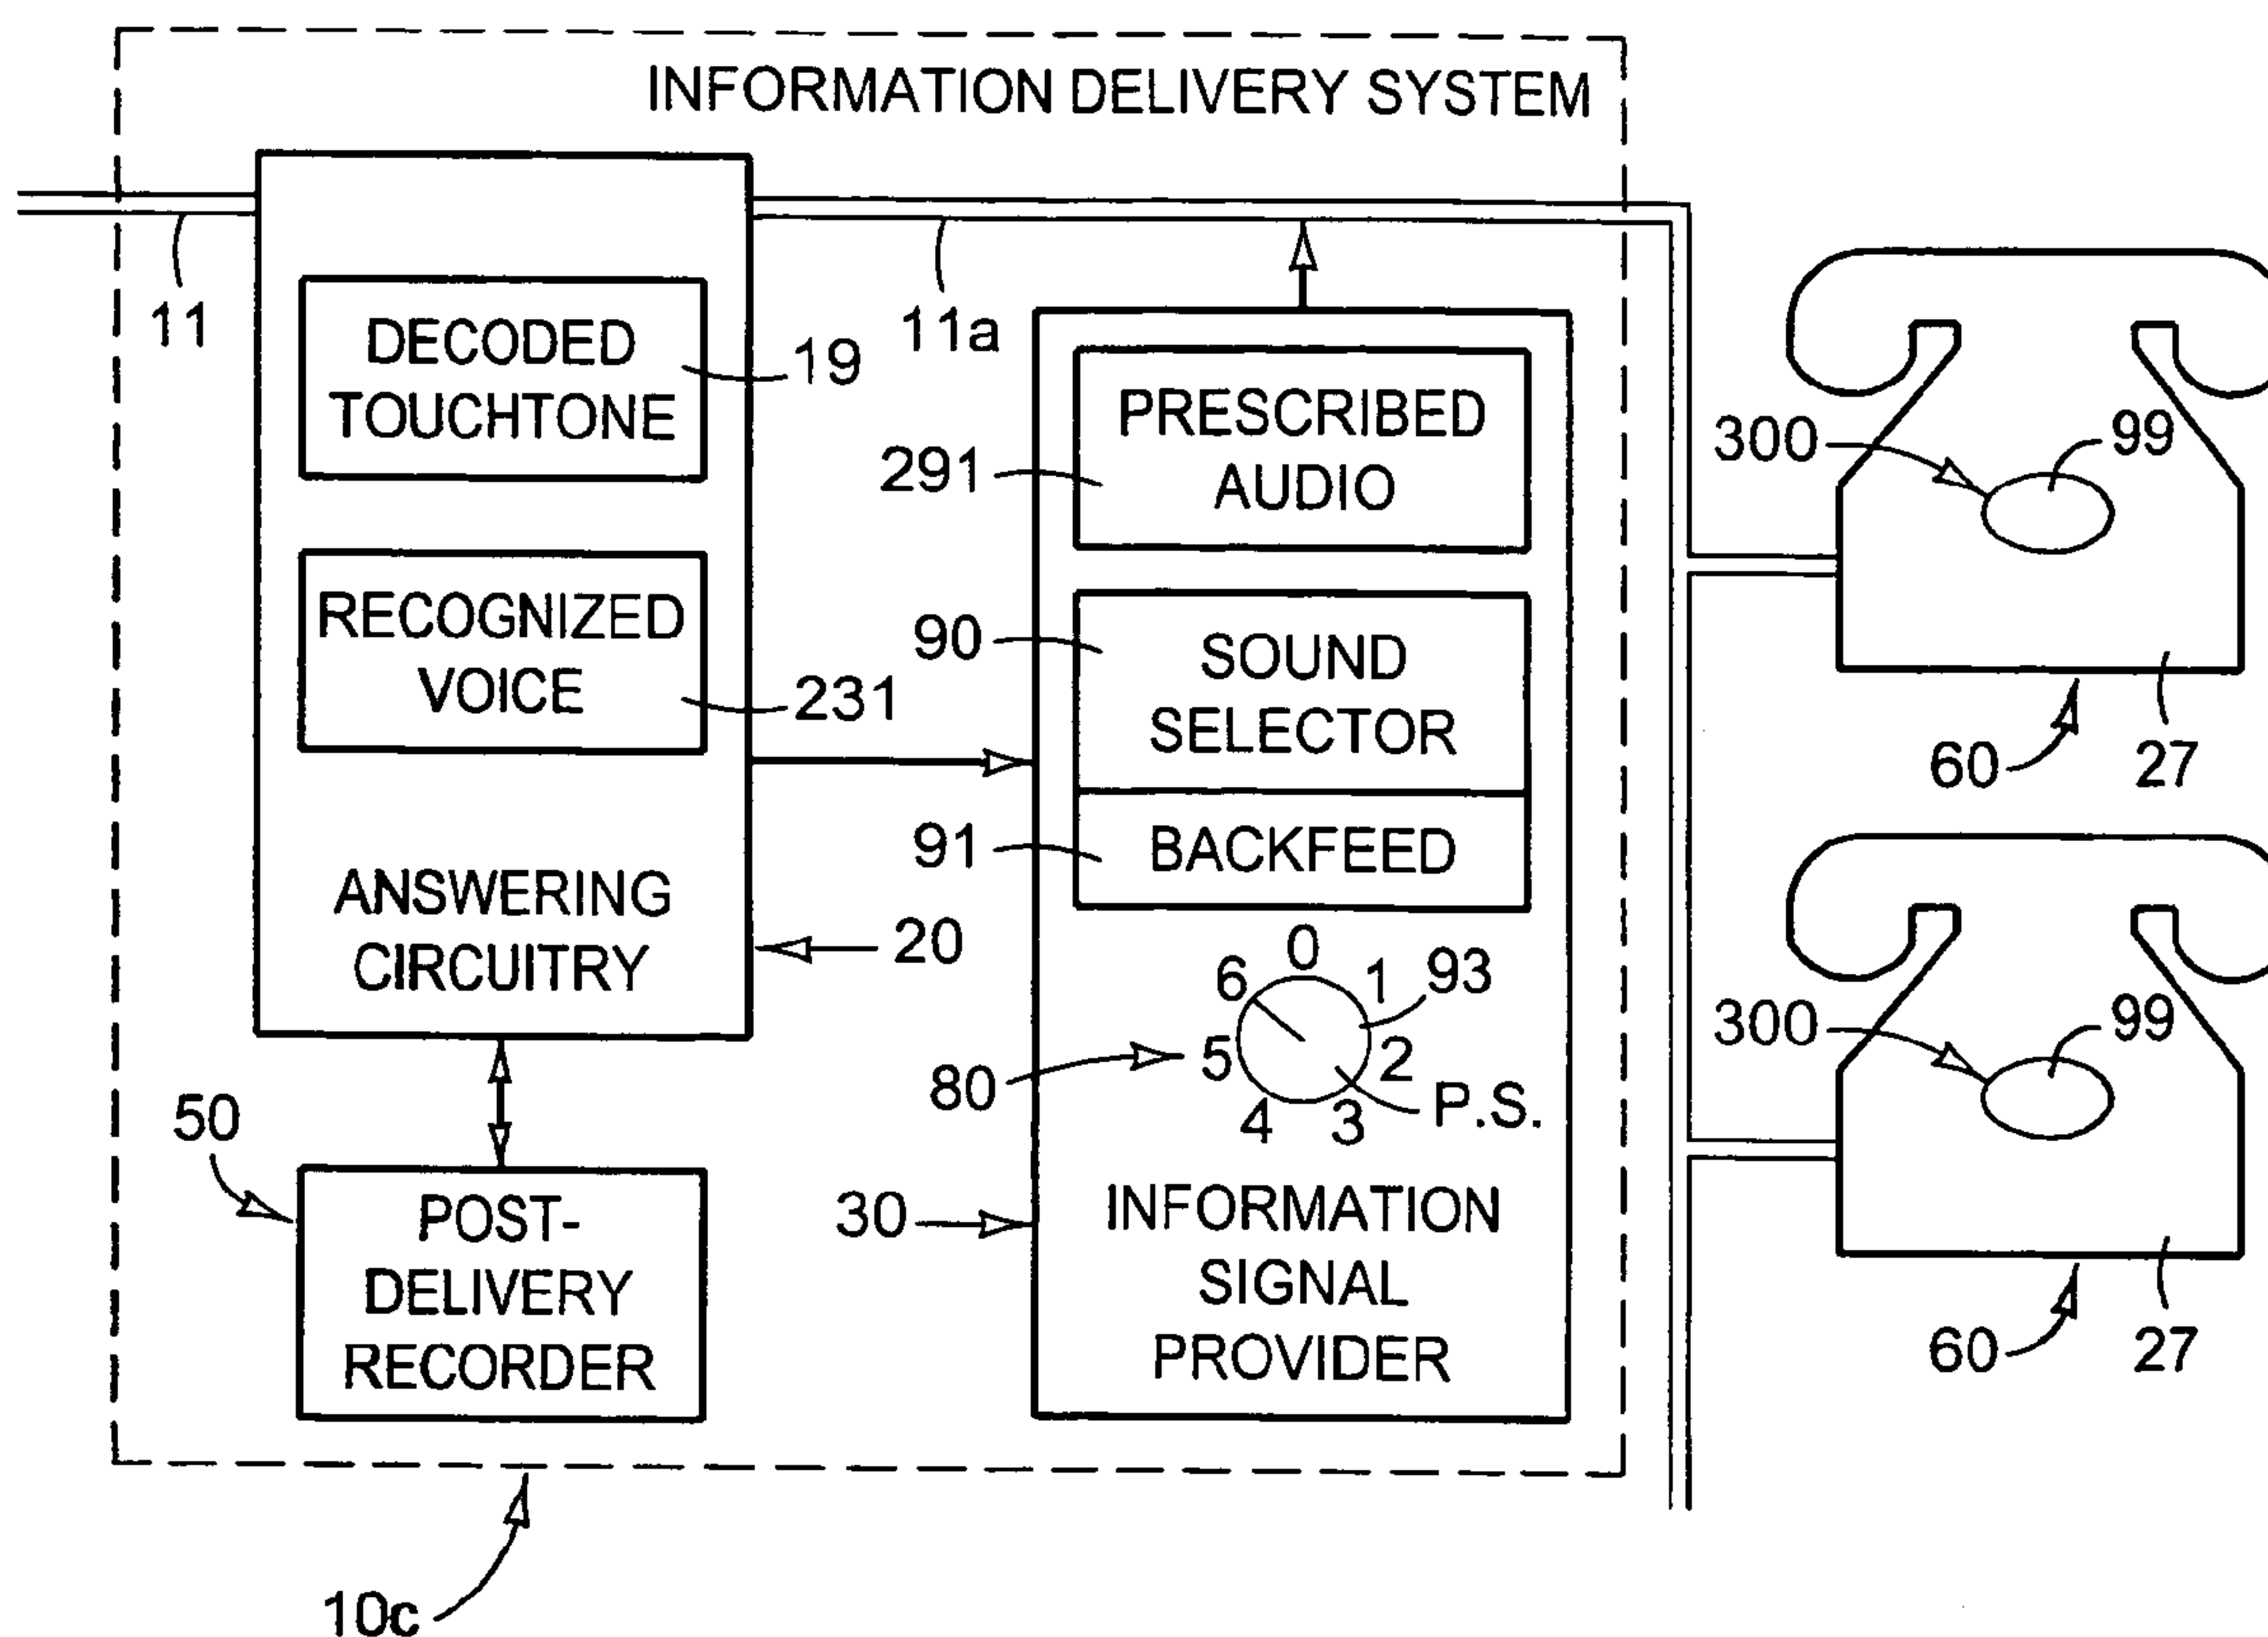 INFORMATION DELIVERY SYSTEM
11
DECODED
TOUCHTONE
19
RECOGNIZED
VOICE
231
ANSWERING
CIRCUITRY
20
50
POST-
DELIVERY
RECORDER
10c
11a
PRESCRIBED
AUDIO
291
90
SOUND
SELECTOR
91
BACKFEED
0
1
2
3
4
5
6
93
P.S.
80
30
INFORMATION
SIGNAL
PROVIDER
300
99
60
27
300
99
60
27